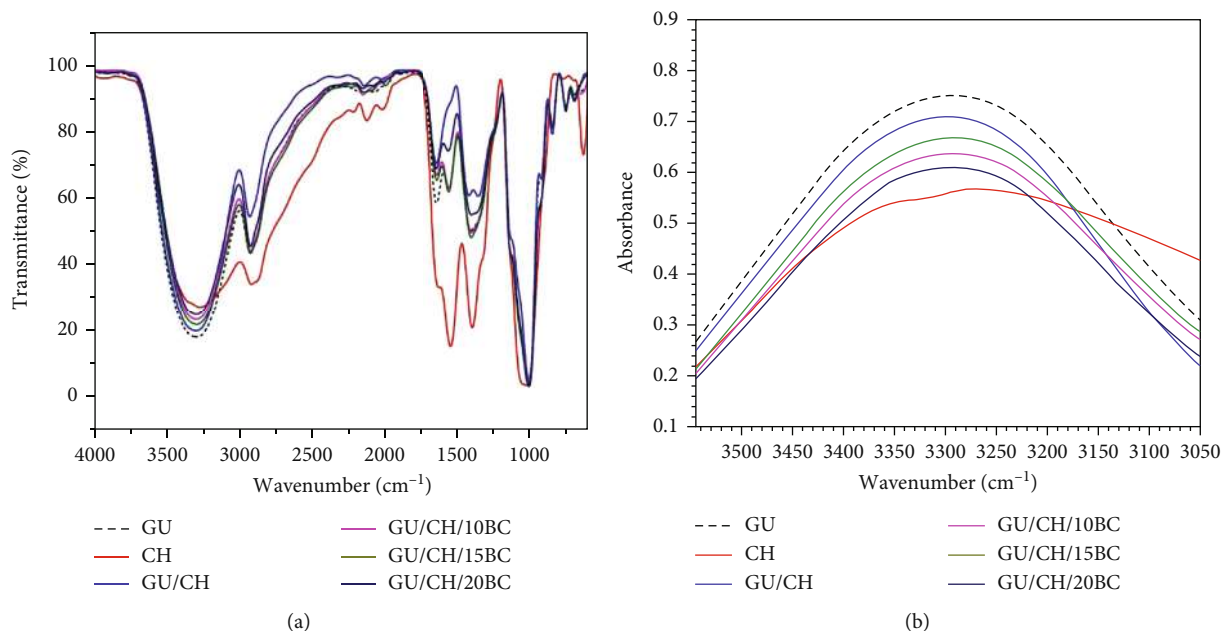 100
80
60
40
20
0
Transmittance (%)
4000 3500 3000 2500 2000 1500 1000
Wavenumber (cm⁻¹)
GU
CH
GU/CH
GU/CH/10BC
GU/CH/15BC
GU/CH/20BC
(a)
0.9
0.8
0.7
0.6
0.5
0.4
0.3
0.2
0.1
Absorbance
3500 3450 3400 3350 3300 3250 3200 3150 3100 3050
Wavenumber (cm⁻¹)
GU
CH
GU/CH
GU/CH/10BC
GU/CH/15BC
GU/CH/20BC
(b)